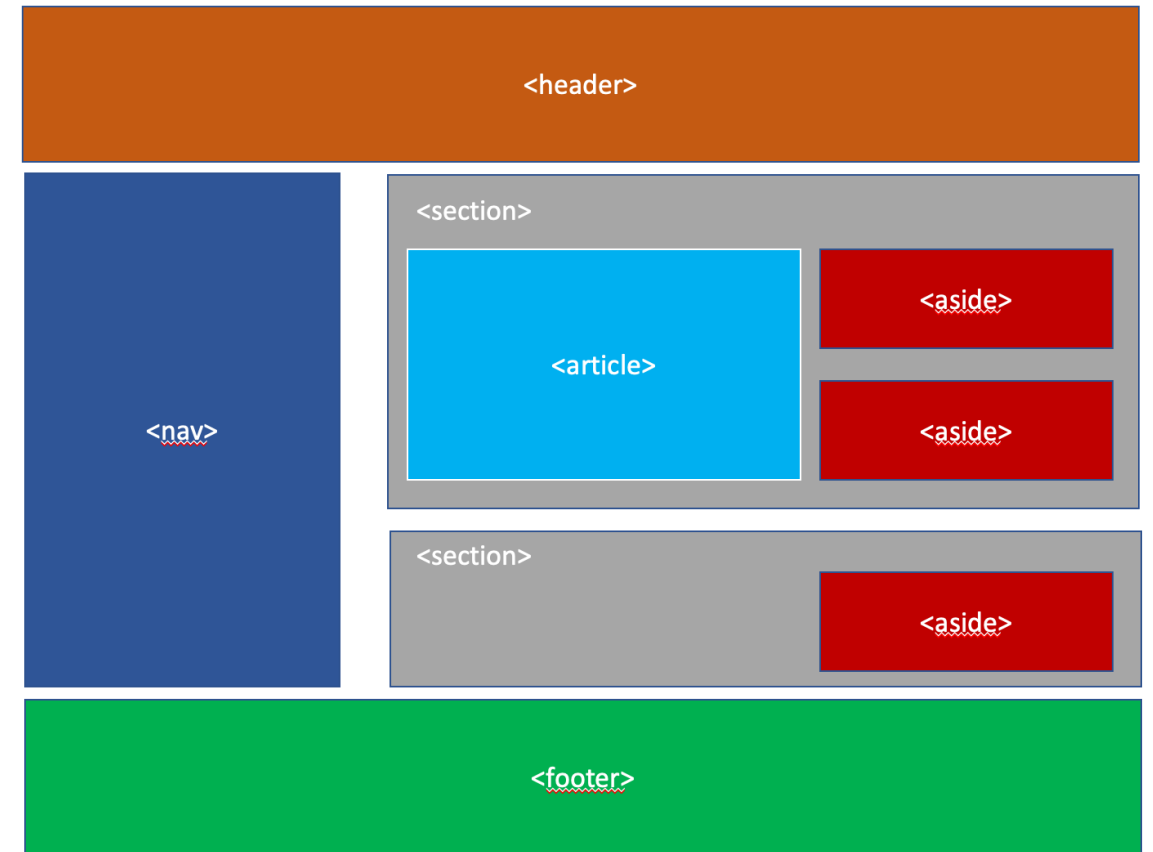 <header>
<section>
<article>
<aside>
<aside>
<nav>
<section>
<aside>
<footer>